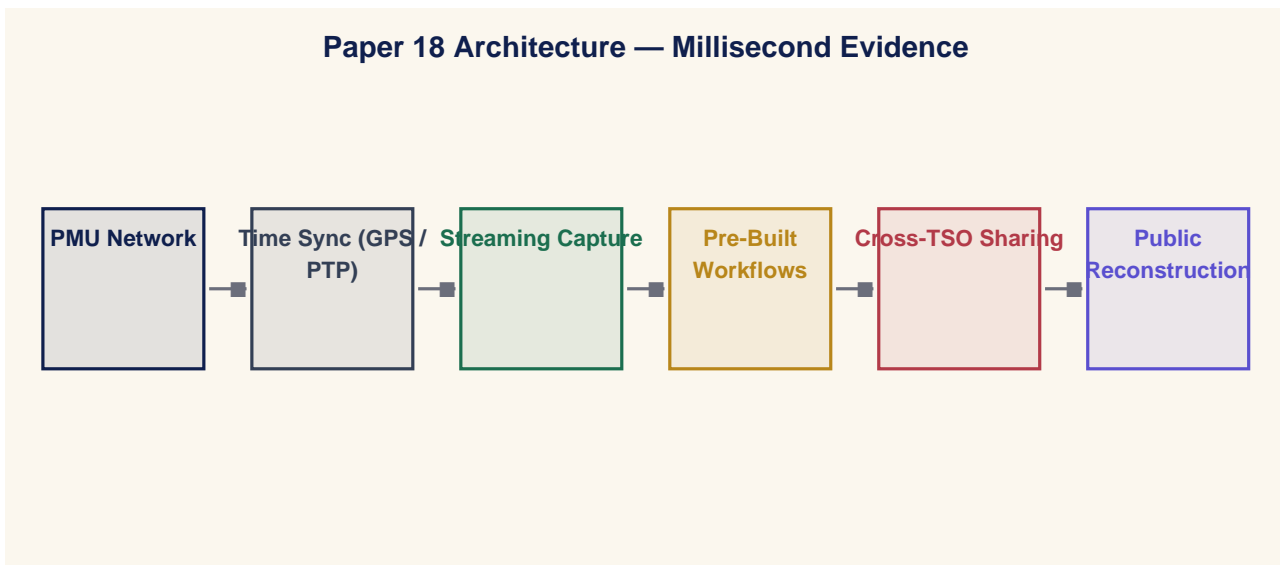 Paper 18 Architecture — Millisecond Evidence
PMU Network
Time Sync (GPS /
PTP)
Streaming Capture
Pre-Built
Workflows
Cross-TSO Sharing
Public
Reconstruction